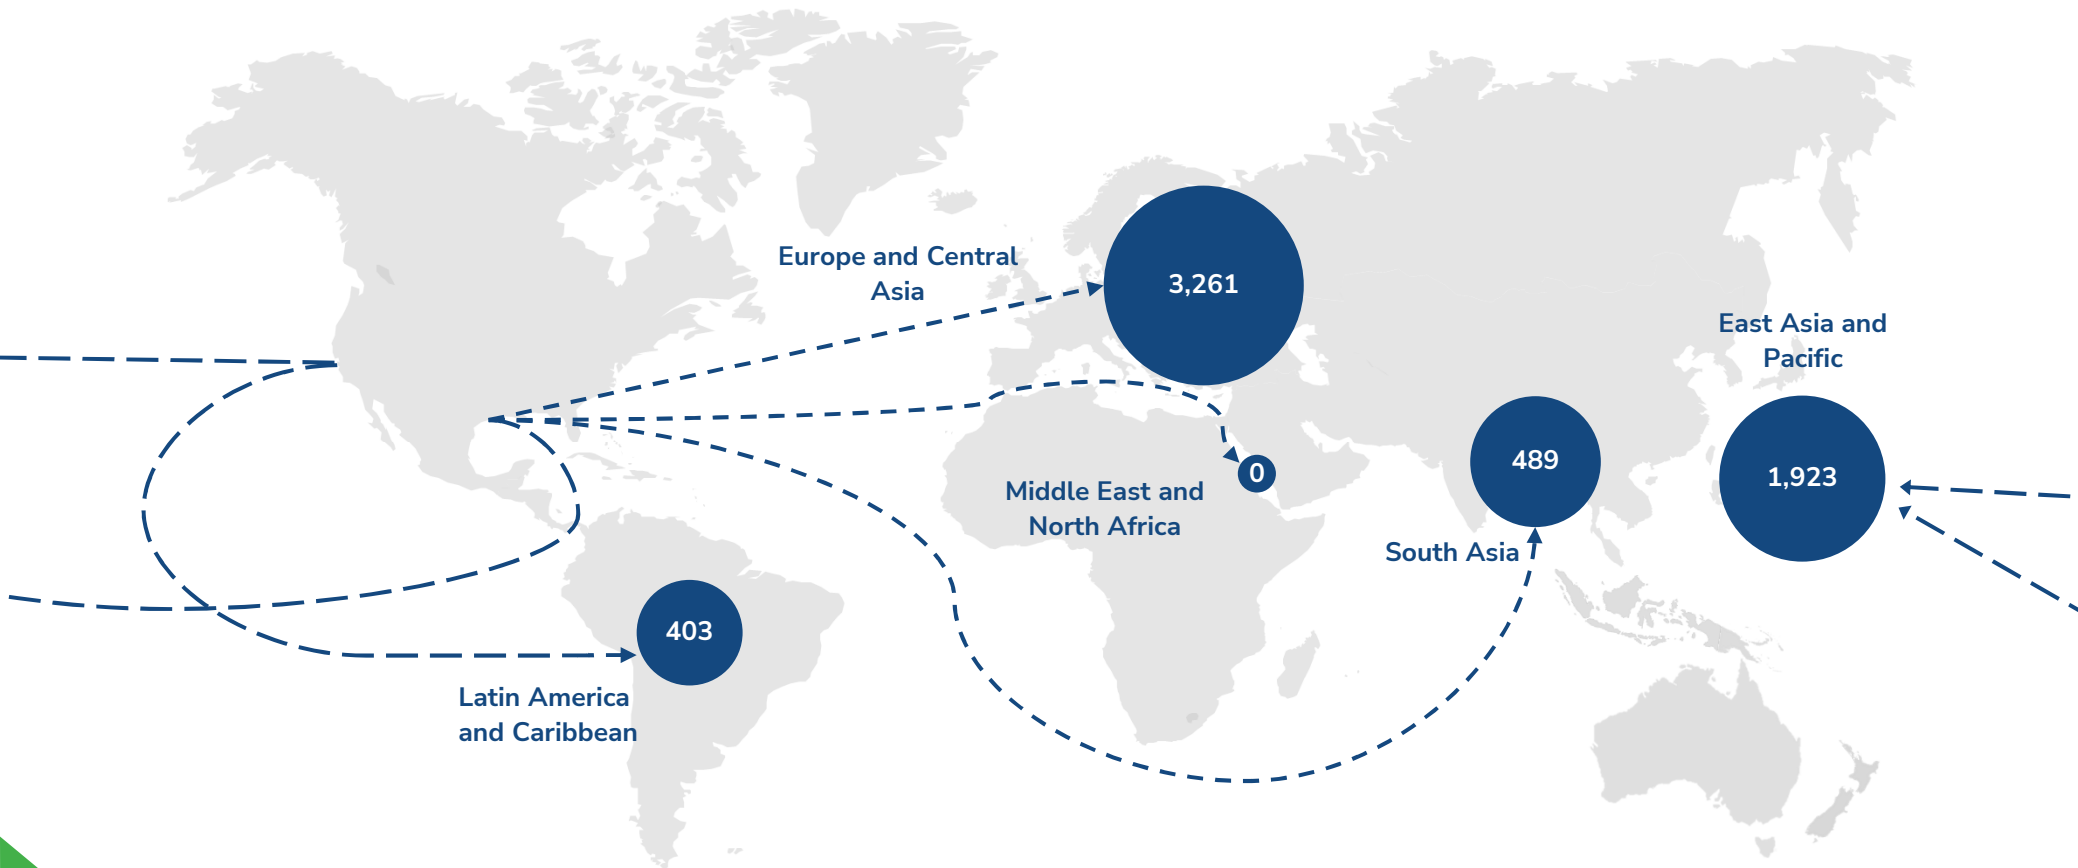 Europe and Central
Asia
3,261
East Asia and
Pacific
1,923
489
South Asia
0
Middle East and
North Africa
403
Latin America
and Caribbean